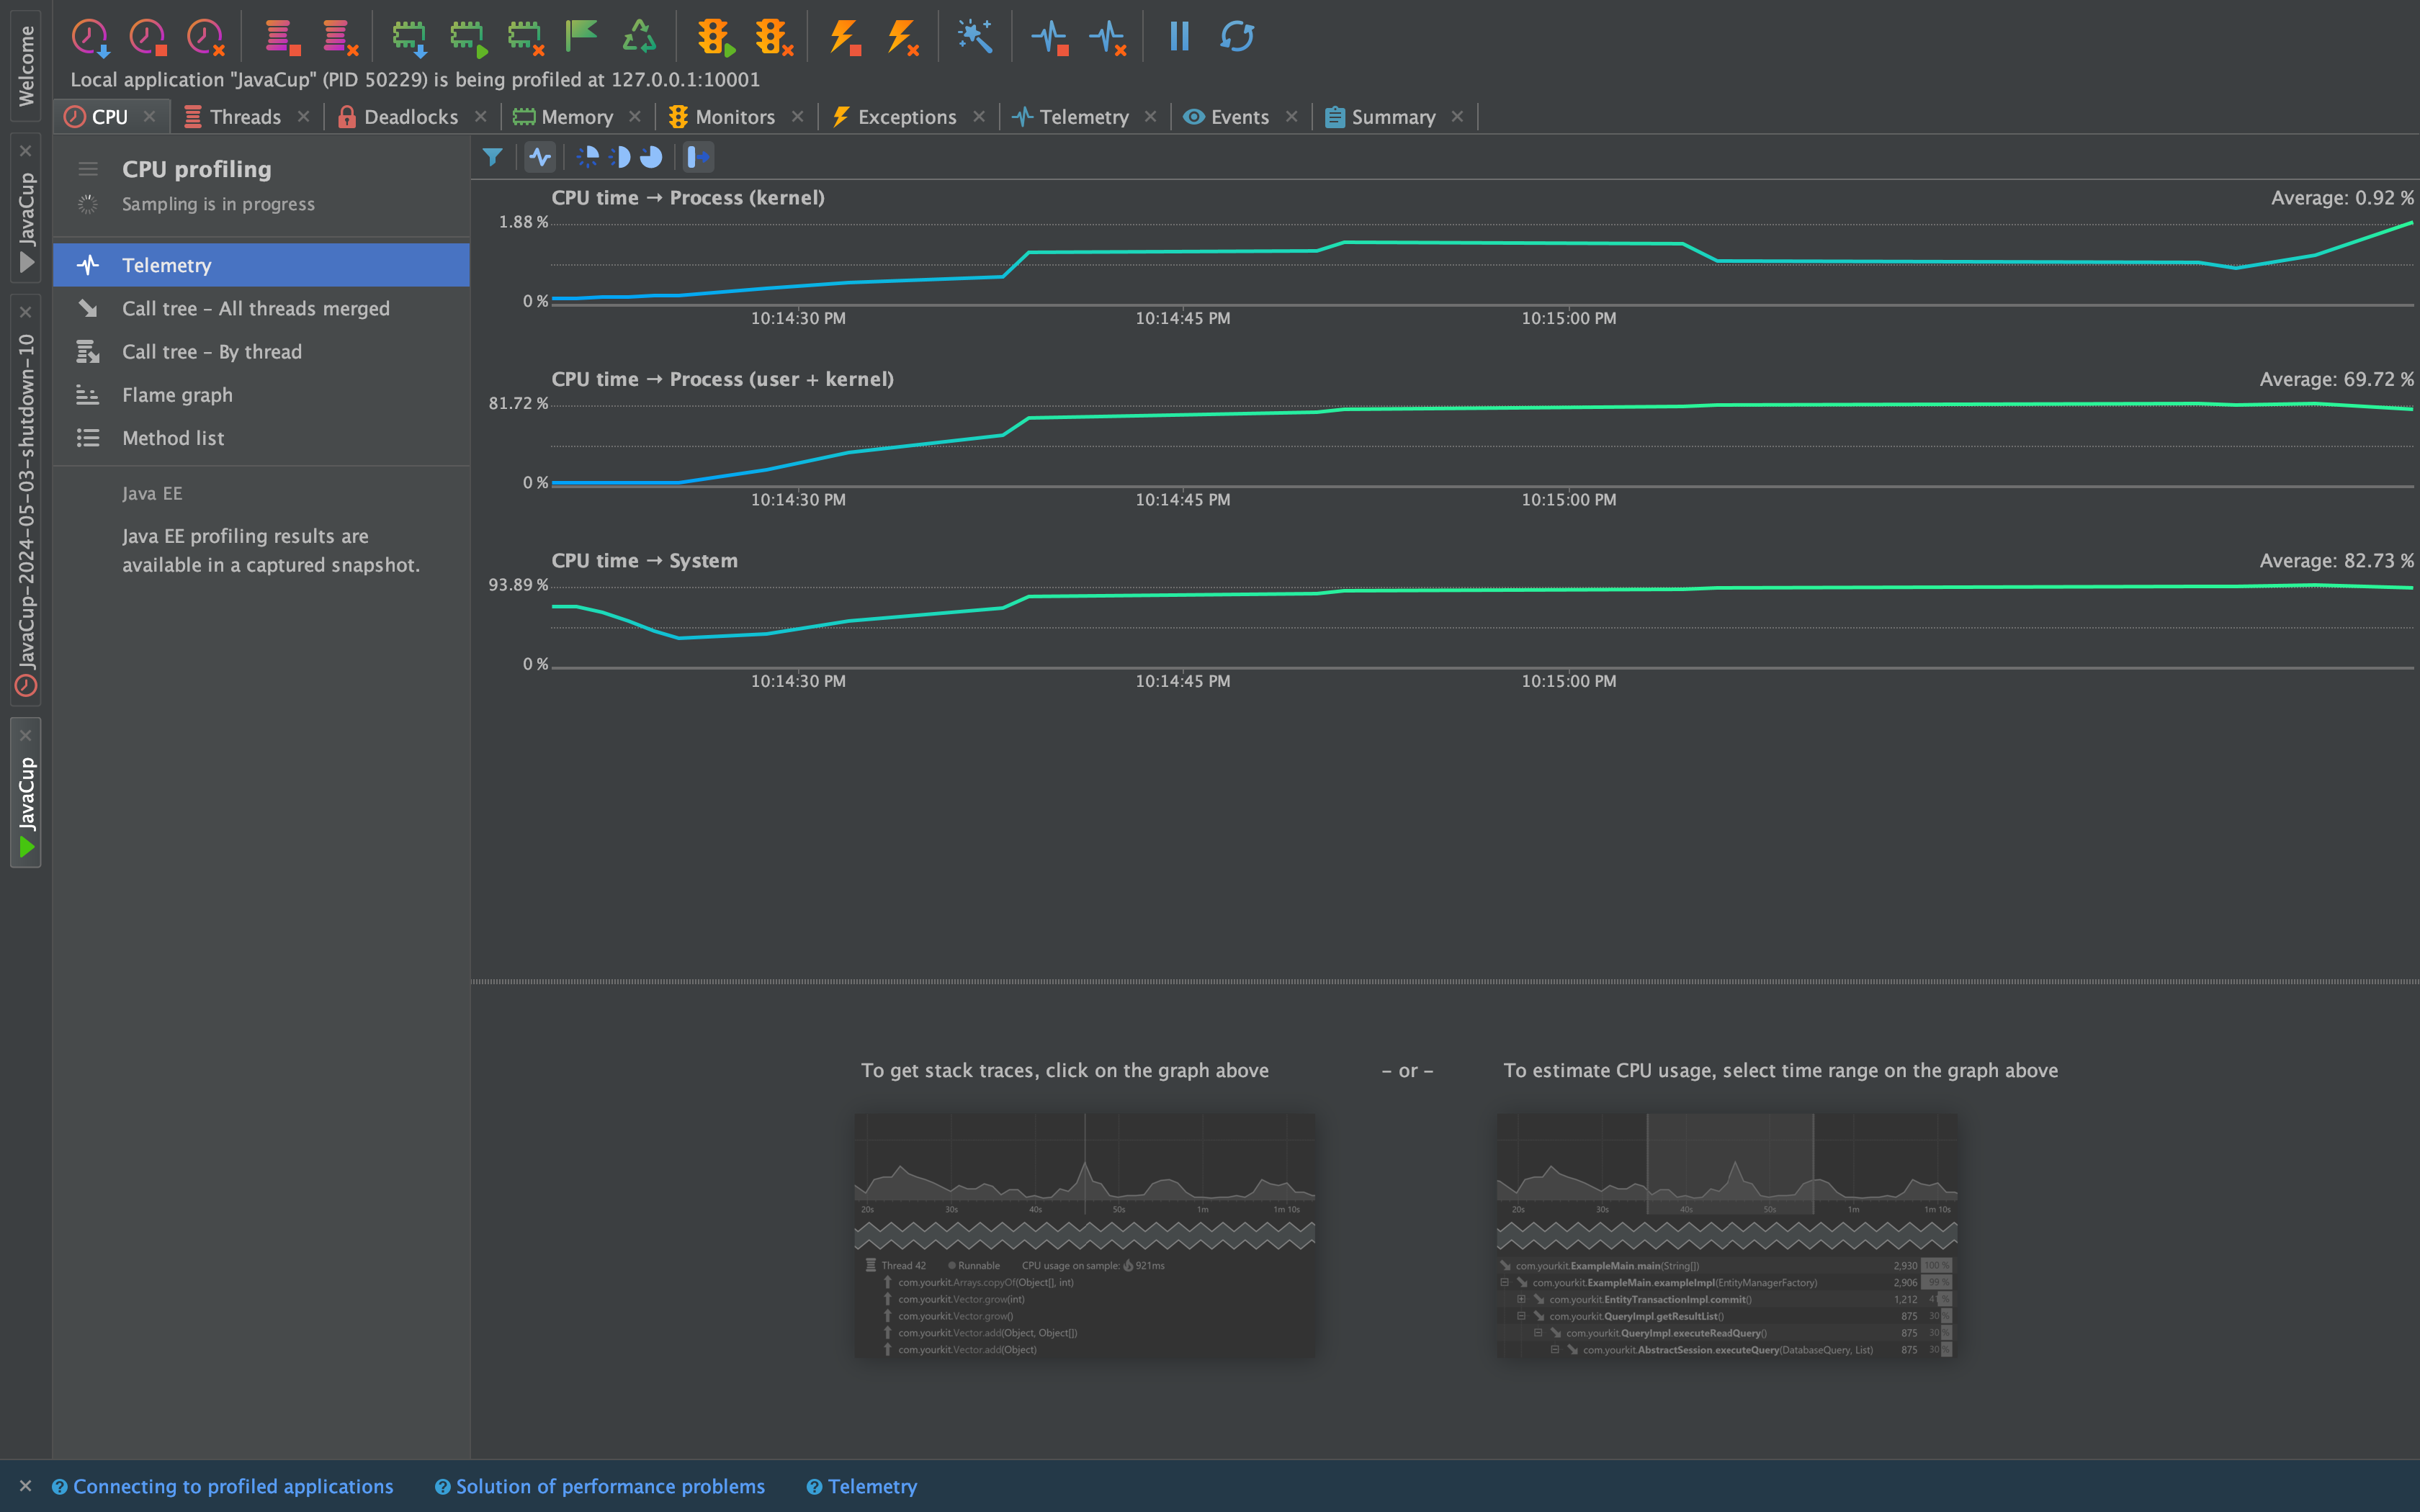 Welcome
JavaCup
JavaCup-2024-05-03-shutdown-10
JavaCup
Local application "JavaCup" (PID 50229) is being profiled at 127.0.0.1:10001
CPU
Threads
Deadlocks
Memory
Monitors
Exceptions
Telemetry
Events
Summary
CPU profiling
Sampling is in progress
Telemetry
Call tree – All threads merged
Call tree – By thread
Flame graph
Method list
Java EE
Java EE profiling results are
available in a captured snapshot.
CPU time → Process (kernel)
Average: 0.92 %
1.88 %
0 %
10:14:30 PM
10:14:45 PM
10:15:00 PM
CPU time → Process (user + kernel)
Average: 69.72 %
81.72 %
0 %
10:14:30 PM
10:14:45 PM
10:15:00 PM
CPU time → System
Average: 82.73 %
93.89 %
0 %
10:14:30 PM
10:14:45 PM
10:15:00 PM
To get stack traces, click on the graph above
– or –
To estimate CPU usage, select time range on the graph above
20s 30s 40s 50s 1m 1m 10s
Thread 42 Runnable CPU usage on sample: 921ms
com.yourkit.Arrays.copyOf(Object[], int)
com.yourkit.Vector.grow(int)
com.yourkit.Vector.grow()
com.yourkit.Vector.add(Object, Object[])
com.yourkit.Vector.add(Object)
20s 30s 40s 50s 1m 1m 10s
com.yourkit.ExampleMain.main(String[]) 2,930 100 %
com.yourkit.ExampleMain.exampleImpl(EntityManagerFactory) 2,906 99 %
com.yourkit.EntityTransactionImpl.commit() 1,212 41 %
com.yourkit.QueryImpl.getResultList() 875 30 %
com.yourkit.QueryImpl.executeReadQuery() 875 30 %
com.yourkit.AbstractSession.executeQuery(DatabaseQuery, List) 875 30 %
Connecting to profiled applications
Solution of performance problems
Telemetry